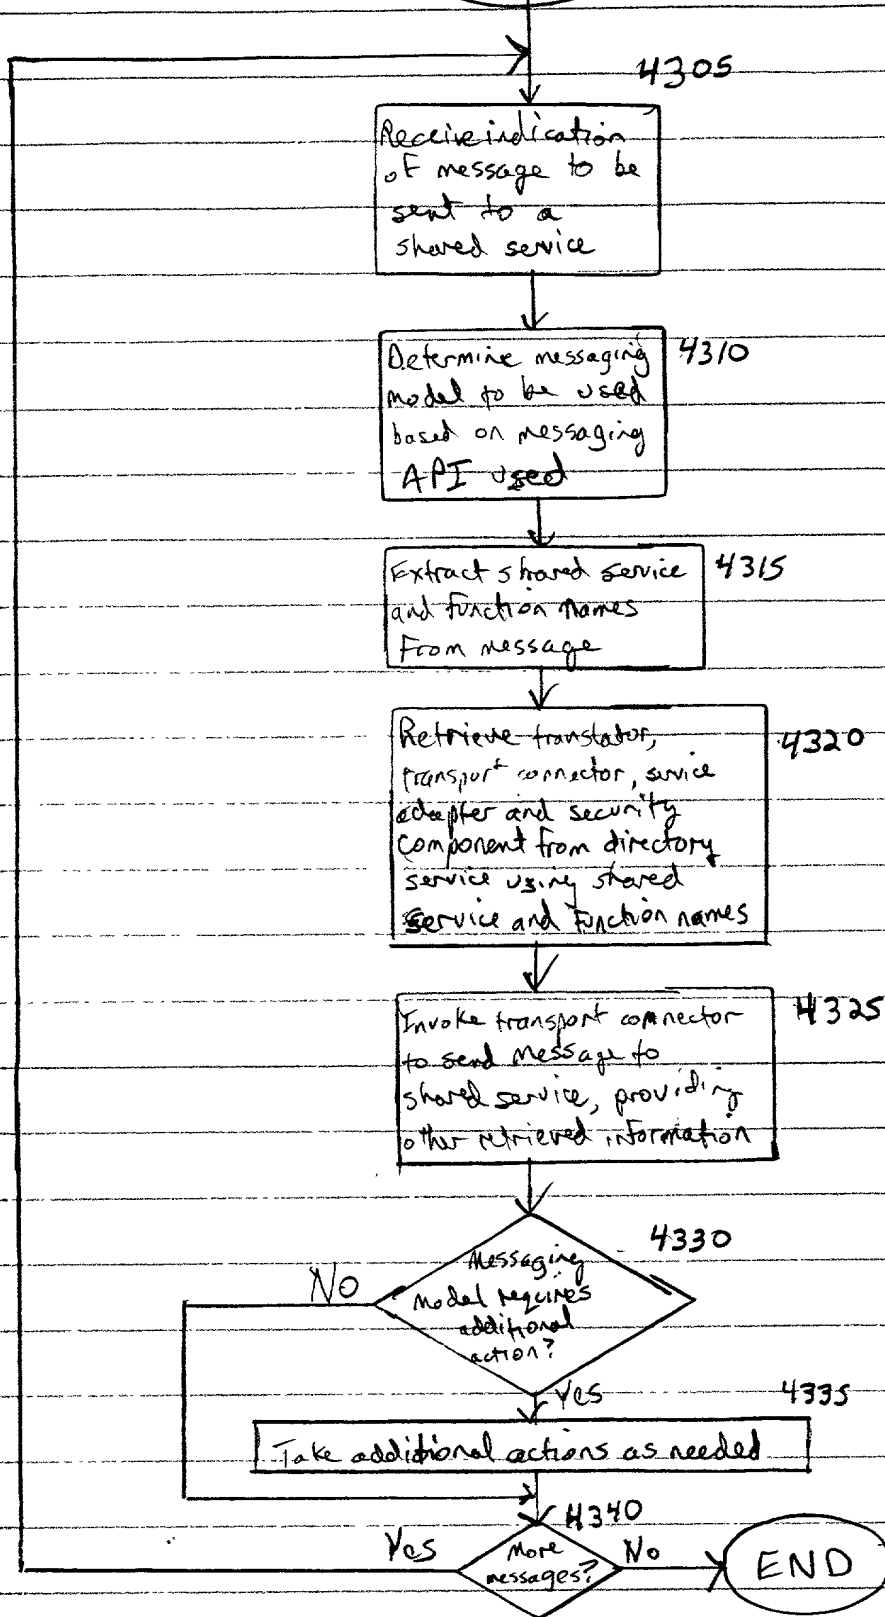 4305
Receive indication
of message to be
sent to a
shared service
4310
Determine messaging
model to be used
based on messaging
API used
4315
Extract shared service
and function names
from message
4320
Retrieve translator,
transport connector, service
adapter and security
component from directory
service using shared
service and function names
4325
Invoke transport connector
to send message to
shared service, providing
other retrieved information
4330
Messaging
model requires
additional
action?
No
Yes
4335
Take additional actions as needed
4340
More
messages?
Yes
No
END